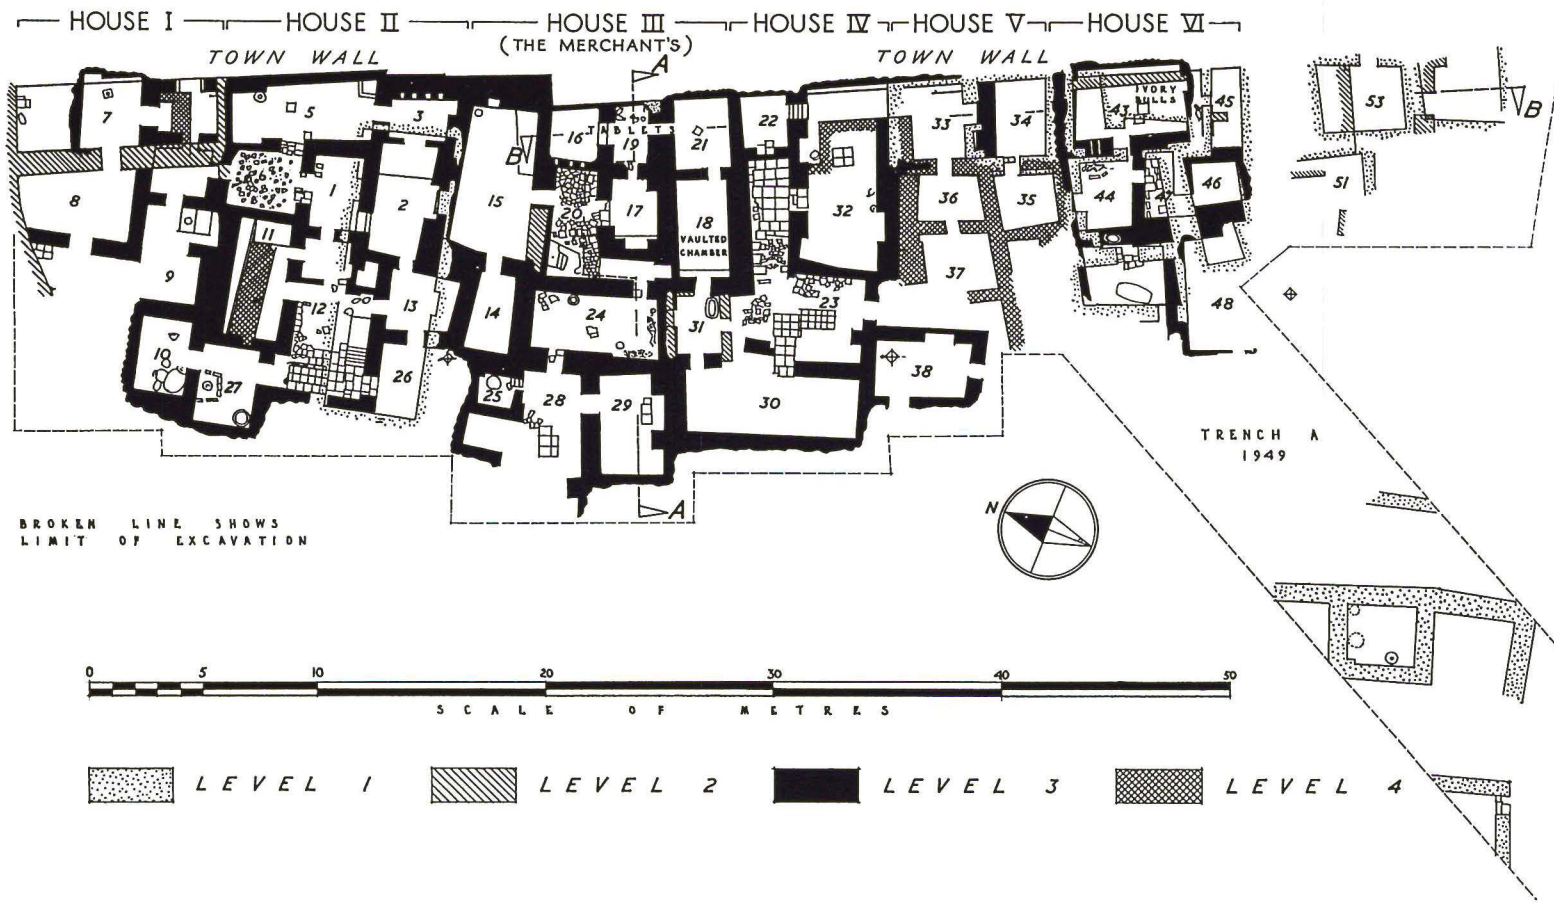 HOUSE I HOUSE II HOUSE III HOUSE IV HOUSE V HOUSE VI
(THE MERCHANT'S)
TOWN WALL TOWN WALL
A
B
7 5 3 16 TABLETS 19 21 22 33 34 43 IVORY BULLS 45 53
B
8 6 1 2 15 20 17 18 VAULTED CHAMBER 32 36 35 44 47 46 51
11
9 12 13 14 24 31 23 37 48
10 27 26 25 28 29 30 38
A
TRENCH A
1949
N
BROKEN LINE SHOWS
LIMIT OF EXCAVATION
0 5 10 20 30 40 50
SCALE OF METRES
LEVEL 1 LEVEL 2 LEVEL 3 LEVEL 4